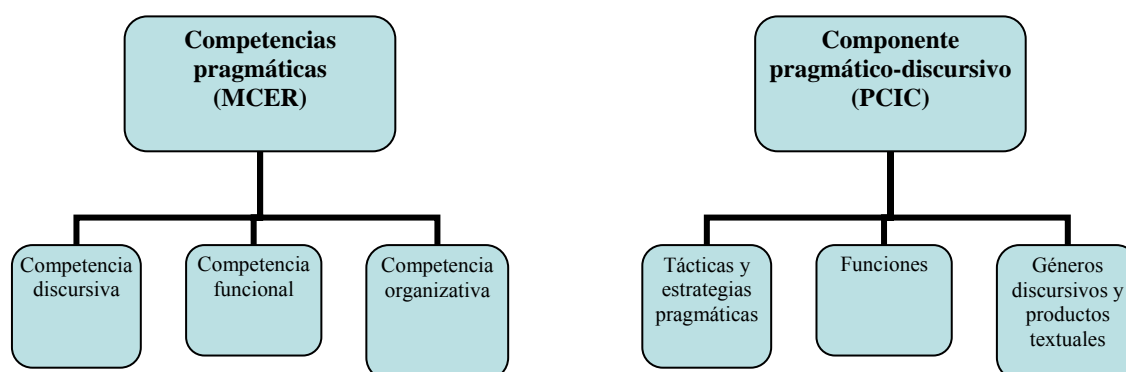 Competencias
pragmáticas
(MCER)
Componente
pragmático-discursivo
(PCIC)
Competencia
discursiva
Competencia
funcional
Competencia
organizativa
Tácticas y
estrategias
pragmáticas
Funciones
Géneros
discursivos y
productos
textuales